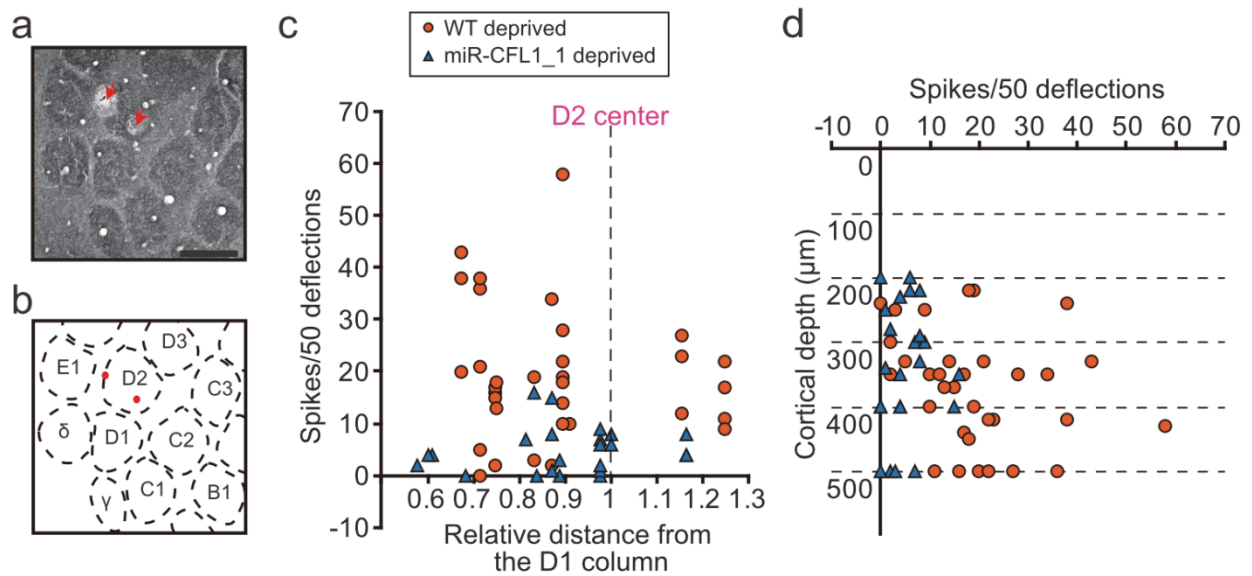 a
b
E1
D3
D2
C3
δ
D1
C2
γ
C1
B1
c
WT deprived
miR-CFL1_1 deprived
D2 center
Spikes/50 deflections
70
60
50
40
30
20
10
0
-10
0.6 0.7 0.8 0.9 1 1.1 1.2 1.3
Relative distance from
the D1 column
d
Spikes/50 deflections
-10 0 10 20 30 40 50 60 70
Cortical depth (µm)
0
100
200
300
400
500